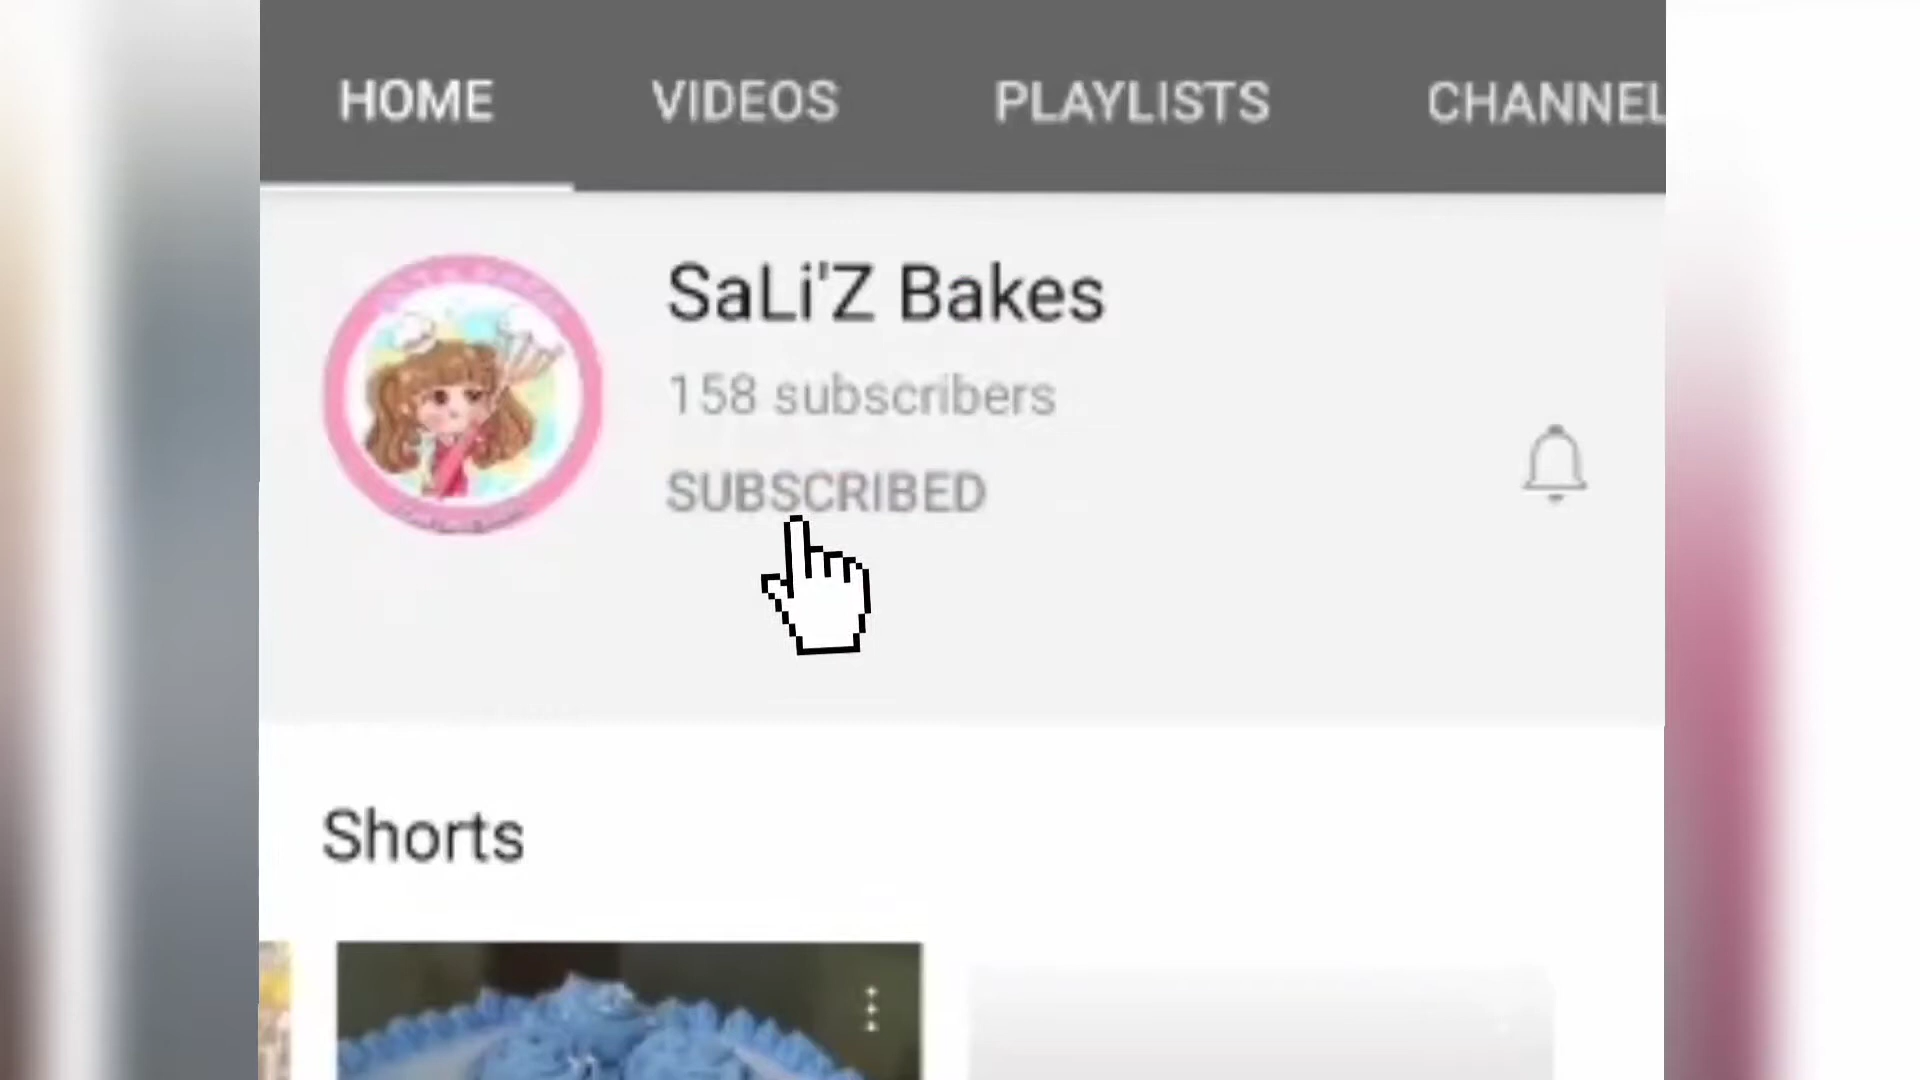 HOME VIDEOS PLAYLISTS CHANNEL
SaLi'Z Bakes
158 subscribers
SUBSCRIBED
Shorts